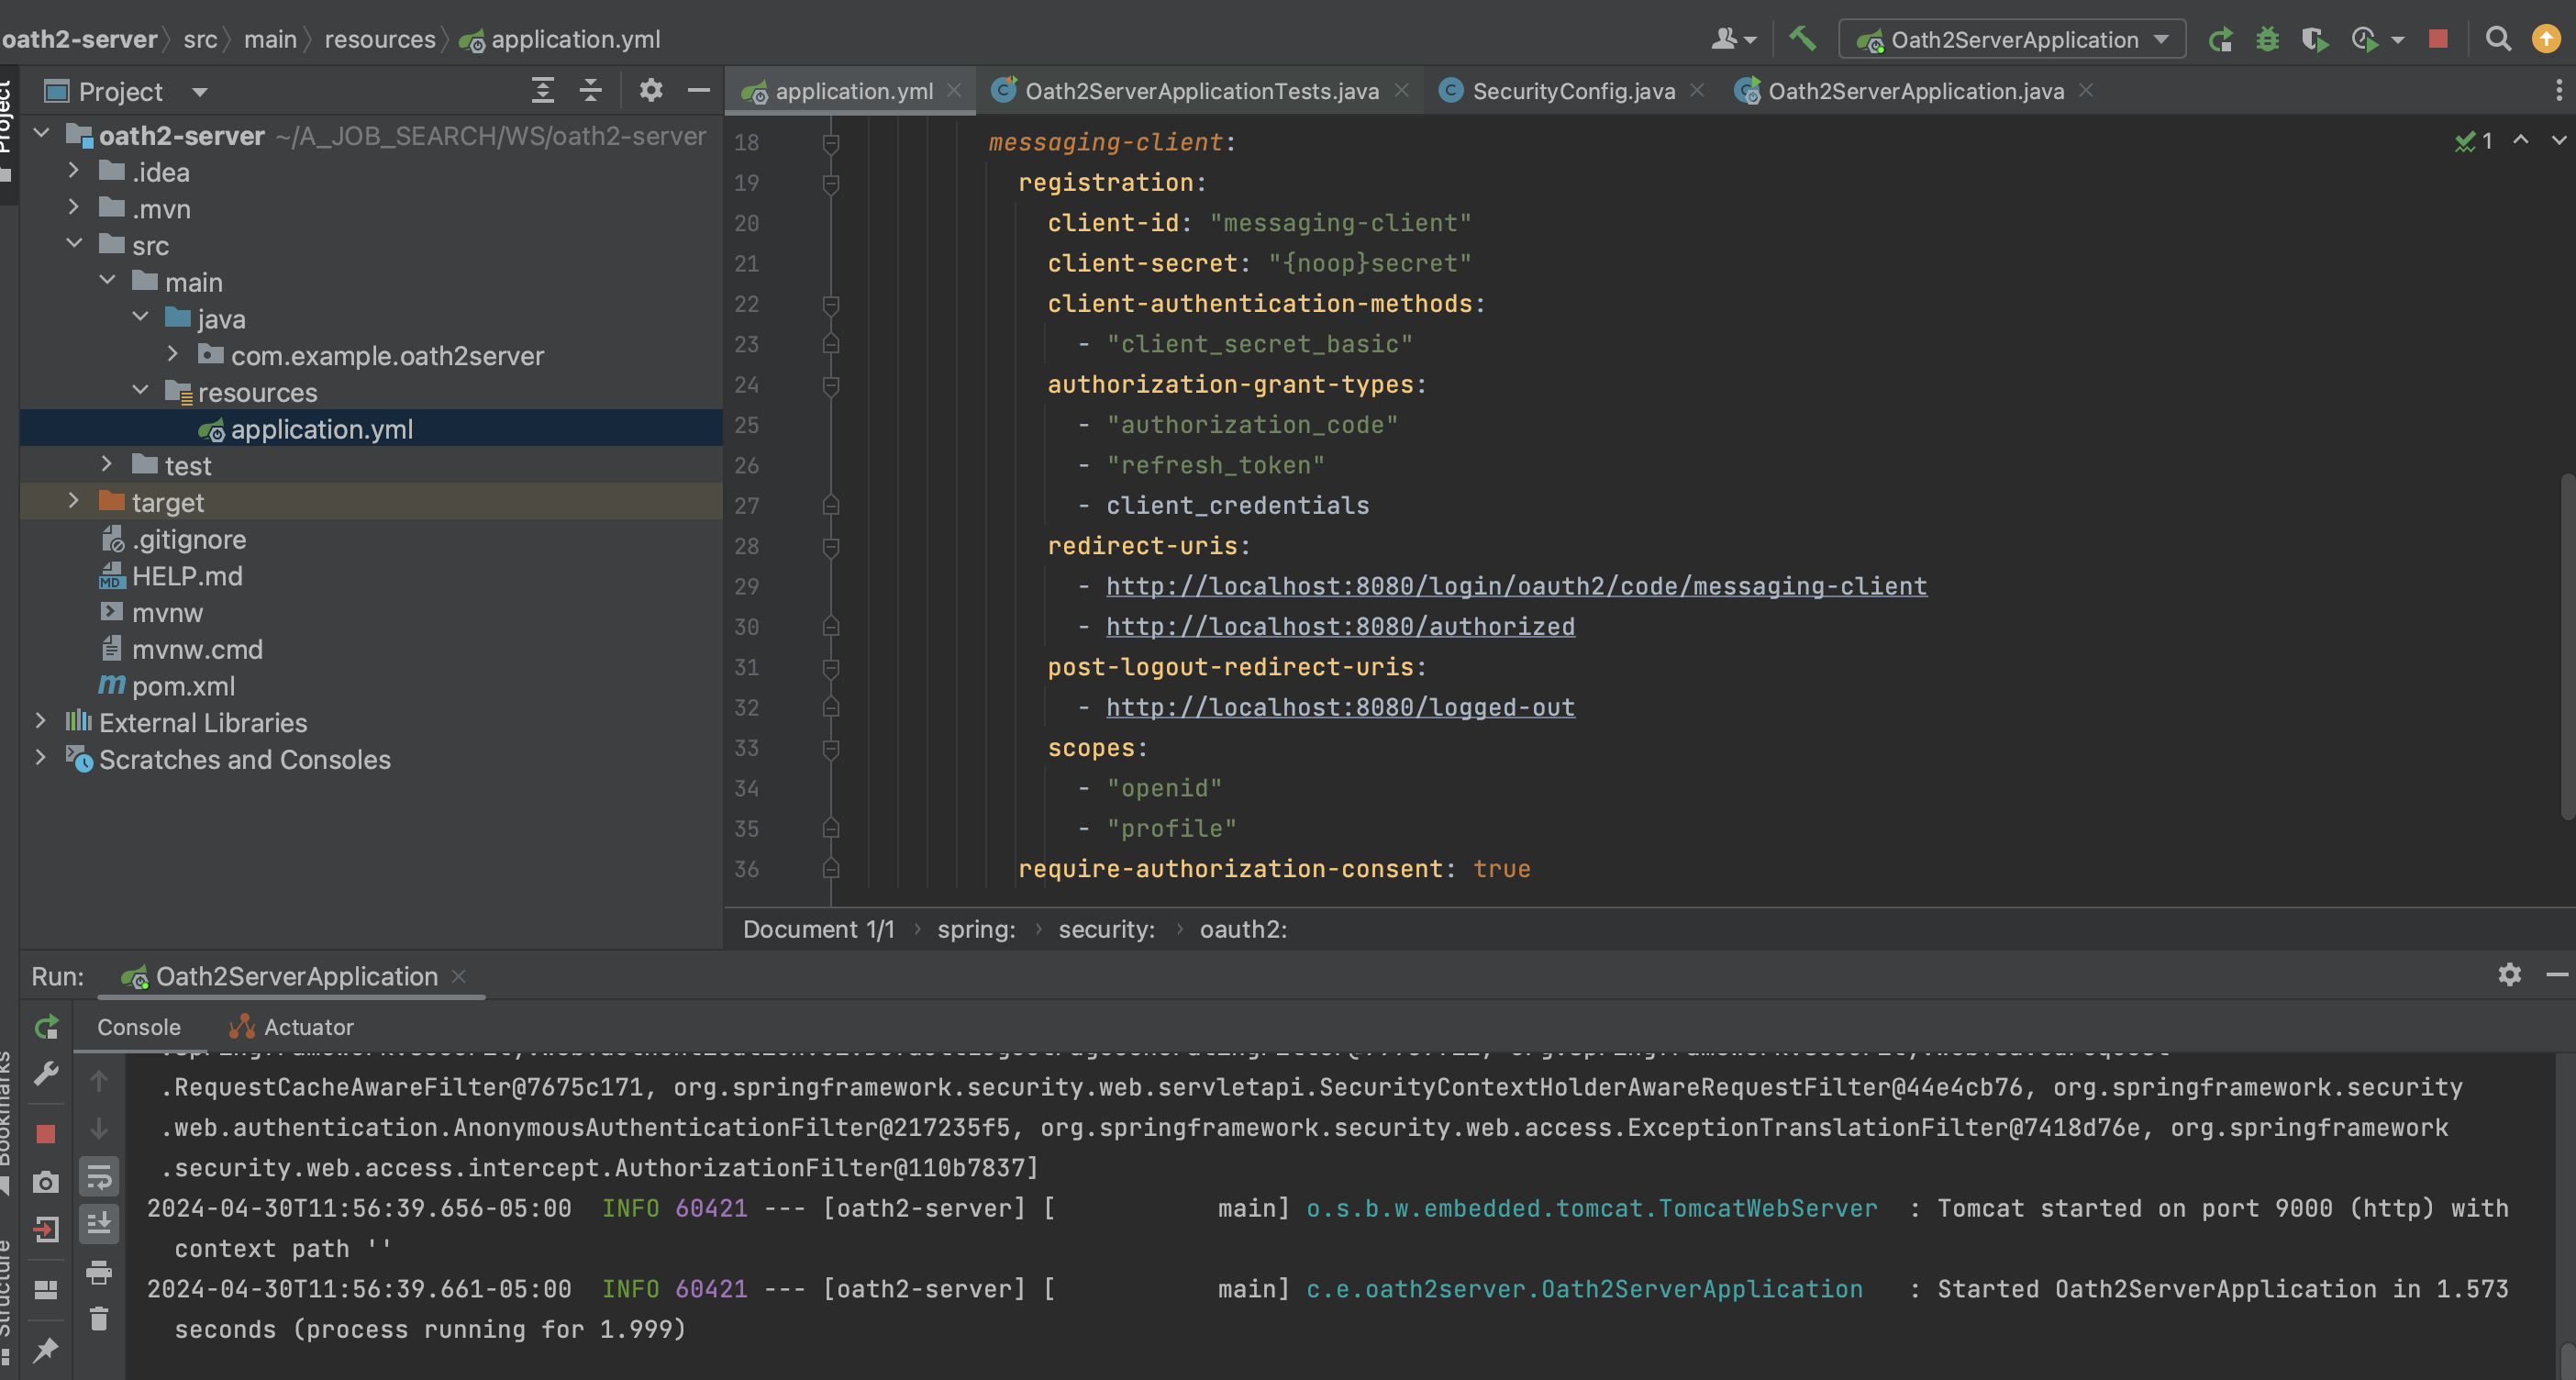 oath2-server src main resources application.yml
Oath2ServerApplication
Project
application.yml
Oath2ServerApplicationTests.java
SecurityConfig.java
Oath2ServerApplication.java
Project
oath2-server ~/A_JOB_SEARCH/WS/oath2-server
.idea
.mvn
src
main
java
com.example.oath2server
resources
application.yml
test
target
.gitignore
MD HELP.md
mvnw
mvnw.cmd
m pom.xml
External Libraries
Scratches and Consoles
1
18 messaging-client:
19 registration:
20 client-id: "messaging-client"
21 client-secret: "{noop}secret"
22 client-authentication-methods:
23 - "client_secret_basic"
24 authorization-grant-types:
25 - "authorization_code"
26 - "refresh_token"
27 - client_credentials
28 redirect-uris:
29 - http://localhost:8080/login/oauth2/code/messaging-client
30 - http://localhost:8080/authorized
31 post-logout-redirect-uris:
32 - http://localhost:8080/logged-out
33 scopes:
34 - "openid"
35 - "profile"
36 require-authorization-consent: true
Document 1/1 › spring: › security: › oauth2:
Run: Oath2ServerApplication
Console
Actuator
.RequestCacheAwareFilter@7675c171, org.springframework.security.web.servletapi.SecurityContextHolderAwareRequestFilter@44e4cb76, org.springframework.security
.web.authentication.AnonymousAuthenticationFilter@217235f5, org.springframework.security.web.access.ExceptionTranslationFilter@7418d76e, org.springframework
.security.web.access.intercept.AuthorizationFilter@110b7837]
2024-04-30T11:56:39.656-05:00 INFO 60421 --- [oath2-server] [ main] o.s.b.w.embedded.tomcat.TomcatWebServer : Tomcat started on port 9000 (http) with
context path ''
2024-04-30T11:56:39.661-05:00 INFO 60421 --- [oath2-server] [ main] c.e.oath2server.Oath2ServerApplication : Started Oath2ServerApplication in 1.573
seconds (process running for 1.999)
Bookmarks
Structure